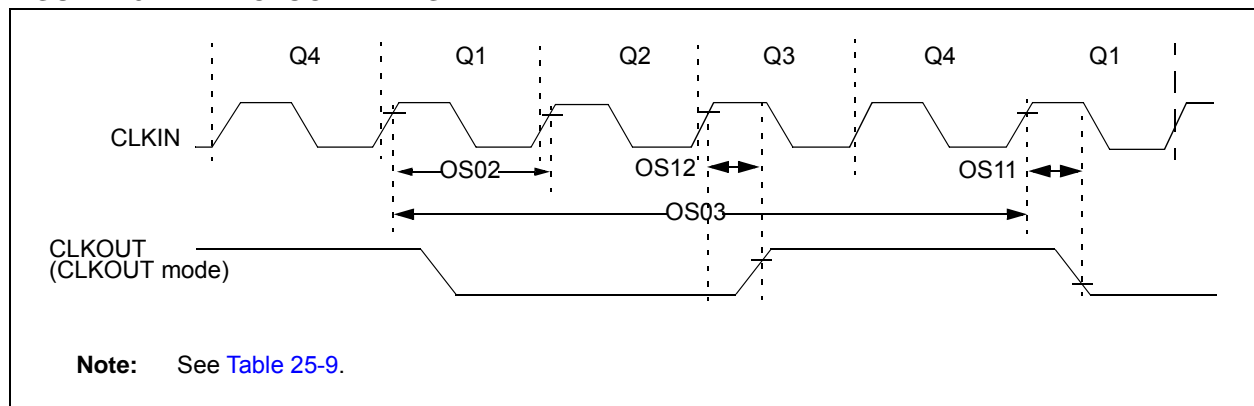 Q4 Q1 Q2 Q3 Q4 Q1
CLKIN
OS02
OS12
OS11
OS03
CLKOUT
(CLKOUT mode)
Note: See Table 25-9.